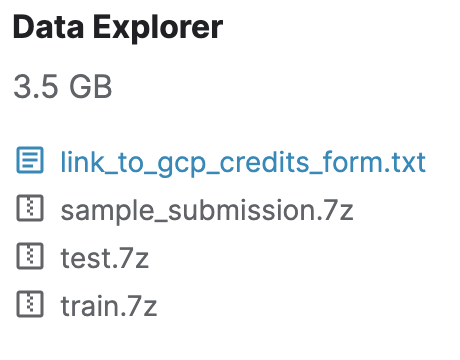 Data Explorer
3.5 GB
link_to_gcp_credits_form.txt
sample_submission.7z
test.7z
train.7z